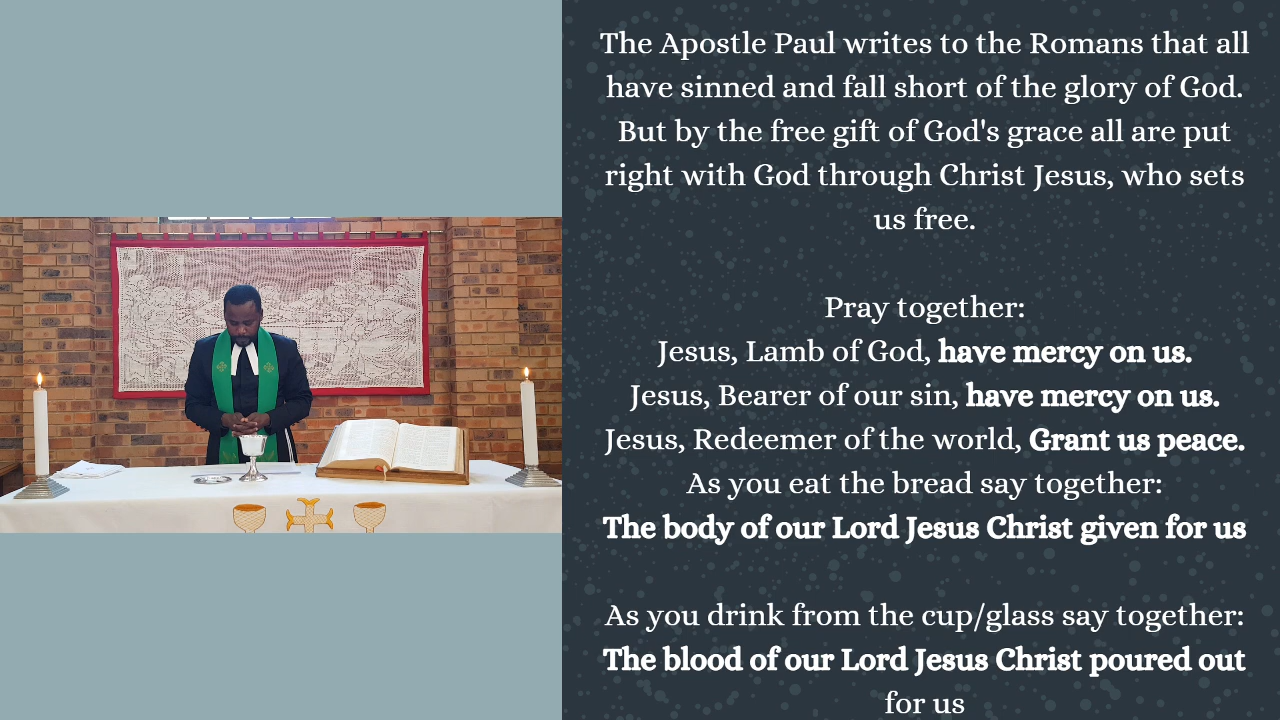 The Apostle Paul writes to the Romans that all
have sinned and fall short of the glory of God.
But by the free gift of God's grace all are put
right with God through Christ Jesus, who sets
us free.
Pray together:
Jesus, Lamb of God, have mercy on us.
Jesus, Bearer of our sin, have mercy on us.
Jesus, Redeemer of the world, Grant us peace.
As you eat the bread say together:
The body of our Lord Jesus Christ given for us
As you drink from the cup/glass say together:
The blood of our Lord Jesus Christ poured out
for us